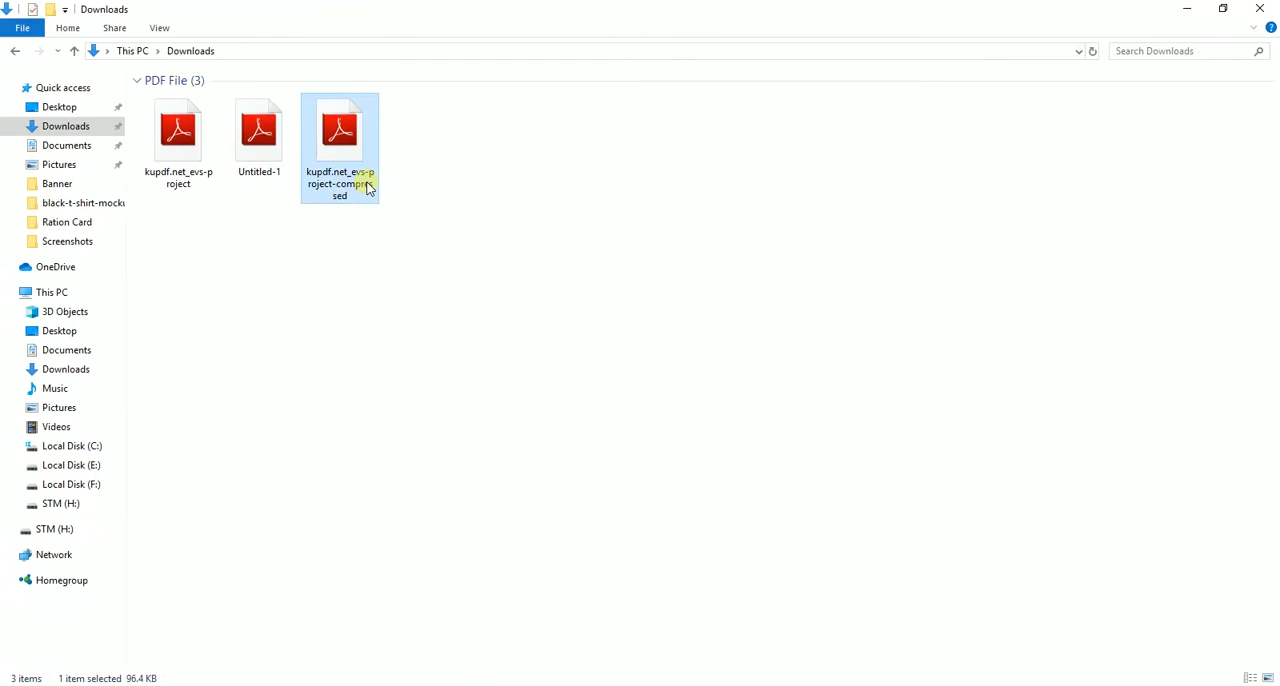 Downloads
File Home Share View
This PC > Downloads
Search Downloads
Quick access
Desktop
Downloads
Documents
Pictures
Banner
black-t-shirt-mocku
Ration Card
Screenshots
OneDrive
This PC
3D Objects
Desktop
Documents
Downloads
Music
Pictures
Videos
Local Disk (C:)
Local Disk (E:)
Local Disk (F:)
STM (H:)
STM (H:)
Network
Homegroup
PDF File (3)
kupdf.net_evs-p
roject
Untitled-1
kupdf.net_evs-p
roject-compres
sed
3 items 1 item selected 96.4 KB